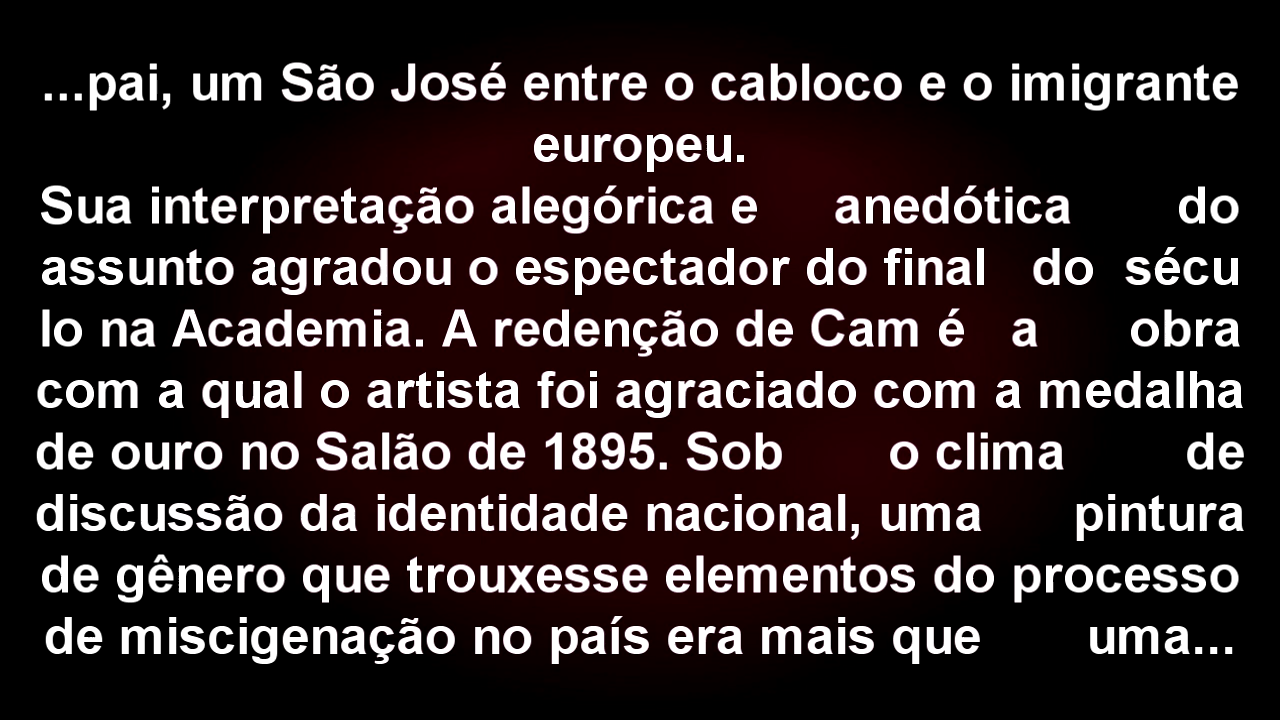 ...pai, um São José entre o cabloco e o imigrante
europeu.
Sua interpretação alegórica e anedótica do
assunto agradou o espectador do final do sécu
lo na Academia. A redenção de Cam é a obra
com a qual o artista foi agraciado com a medalha
de ouro no Salão de 1895. Sob o clima de
discussão da identidade nacional, uma pintura
de gênero que trouxesse elementos do processo
de miscigenação no país era mais que uma...